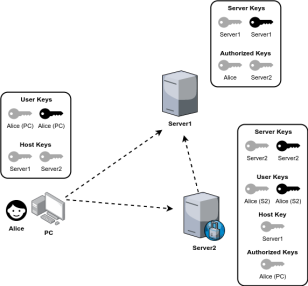 Server Keys
Server1 Server1
Authorized Keys
Alice Server2
User Keys
Alice (PC) Alice (PC)
Host Keys
Server1 Server2
Server1
Server Keys
Server2 Server2
User Keys
Alice (S2) Alice (S2)
Host Key
Server1
Authorized Keys
Alice (PC)
Alice
PC
Server2